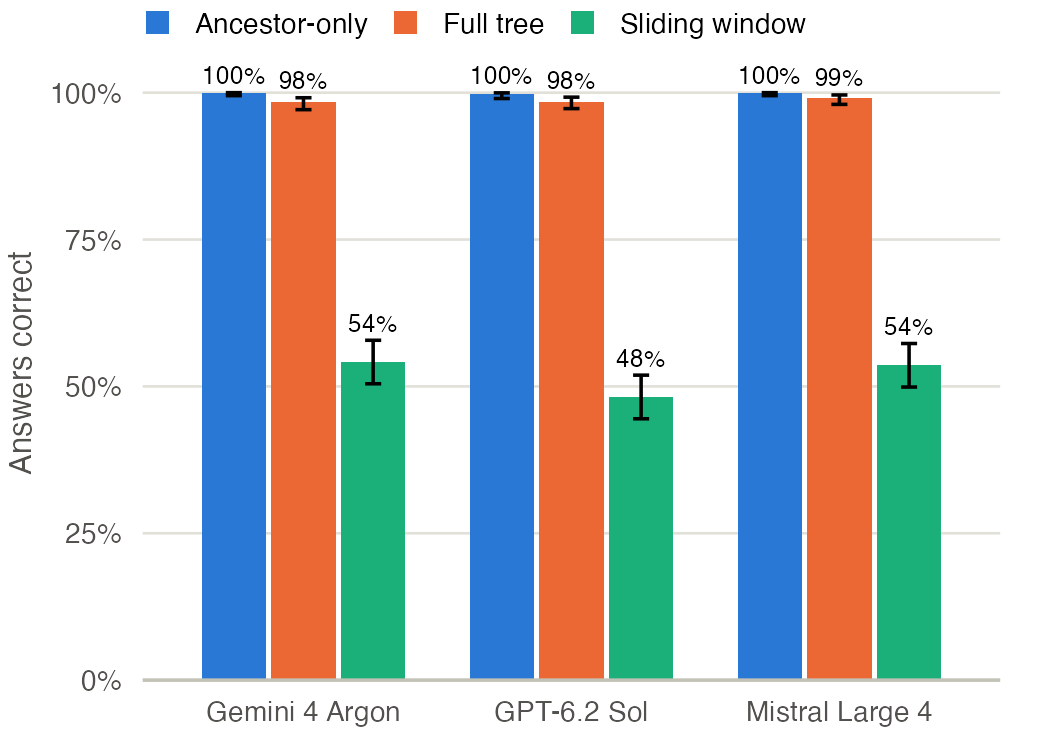 Ancestor-only Full tree Sliding window
100% 98% 100% 98% 100% 99%
100%
75%
54% 48% 54%
50%
25%
0%
Answers correct
Gemini 4 Argon GPT-6.2 Sol Mistral Large 4